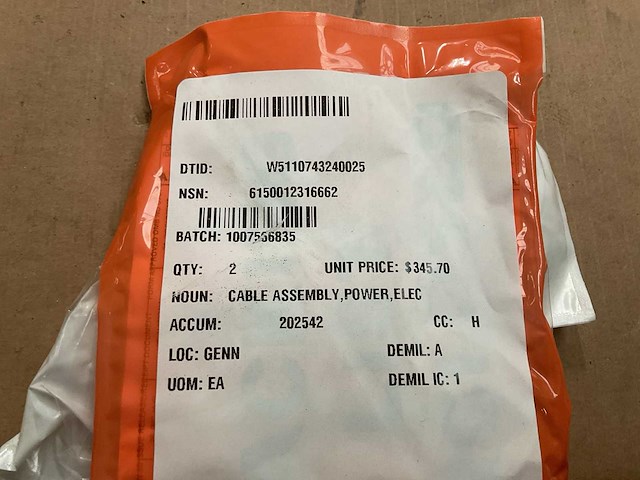 DTID: W5110743240025
NSN: 6150012316662
BATCH: 1007566835
QTY: 2 UNIT PRICE: $345.70
NOUN: CABLE ASSEMBLY,POWER,ELEC
ACCUM: 202542 CC: H
LOC: GENN DEMIL: A
UOM: EA DEMIL IC: 1